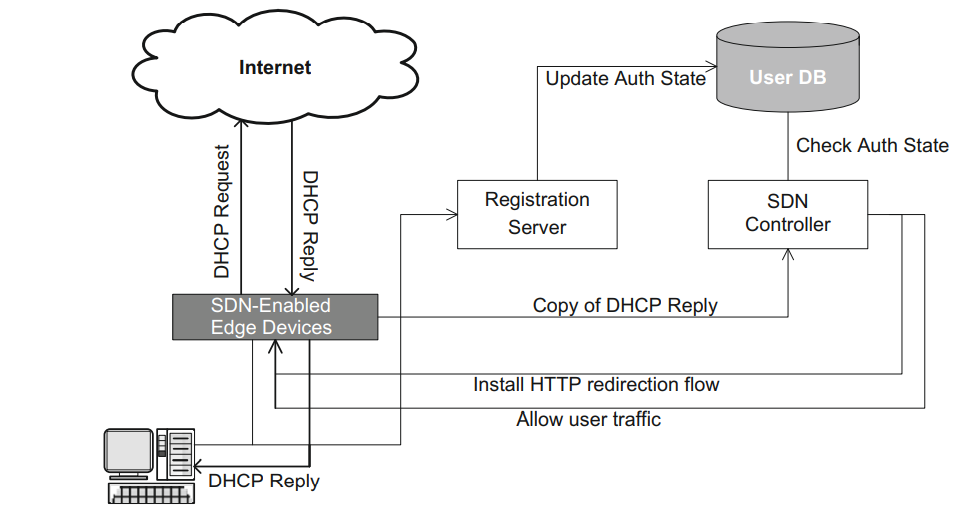 Internet
User DB
Update Auth State
Check Auth State
DHCP Request
DHCP Reply
Registration
Server
SDN
Controller
SDN-Enabled
Edge Devices
Copy of DHCP Reply
Install HTTP redirection flow
Allow user traffic
DHCP Reply